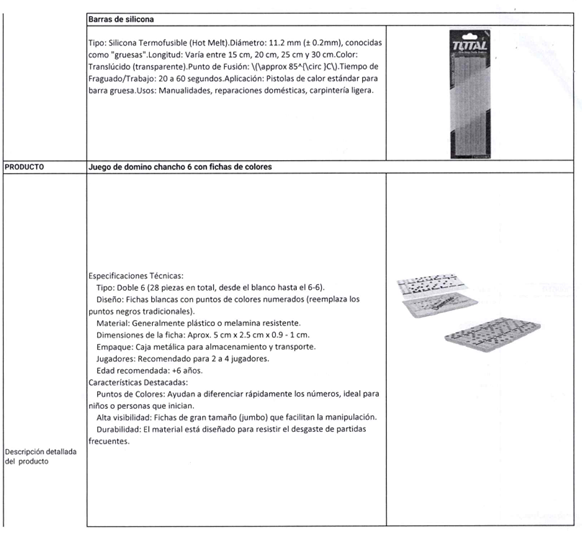 Barras de silicona
Tipo: Silicona Termofusible (Hot Melt).Diámetro: 11.2 mm (± 0.2mm), conocidas
como "gruesas".Longitud: Varía entre 15 cm, 20 cm, 25 cm y 30 cm.Color:
Translúcido (transparente).Punto de Fusión: \(\approx 85^{\circ }C\).Tiempo de
Fraguado/Trabajo: 20 a 60 segundos.Aplicación: Pistolas de calor estándar para
barra gruesa.Usos: Manualidades, reparaciones domésticas, carpintería ligera.
TOTAL
PRODUCTO
Juego de domino chancho 6 con fichas de colores
Especificaciones Técnicas:
Tipo: Doble 6 (28 piezas en total, desde el blanco hasta el 6-6).
Diseño: Fichas blancas con puntos de colores numerados (reemplaza los
puntos negros tradicionales).
Material: Generalmente plástico o melamina resistente.
Dimensiones de la ficha: Aprox. 5 cm x 2.5 cm x 0.9 - 1 cm.
Empaque: Caja metálica para almacenamiento y transporte.
Jugadores: Recomendado para 2 a 4 jugadores.
Edad recomendada: +6 años.
Características Destacadas:
Puntos de Colores: Ayudan a diferenciar rápidamente los números, ideal para
niños o personas que inician.
Alta visibilidad: Fichas de gran tamaño (jumbo) que facilitan la manipulación.
Durabilidad: El material está diseñado para resistir el desgaste de partidas
frecuentes.
Descripción detallada
del producto